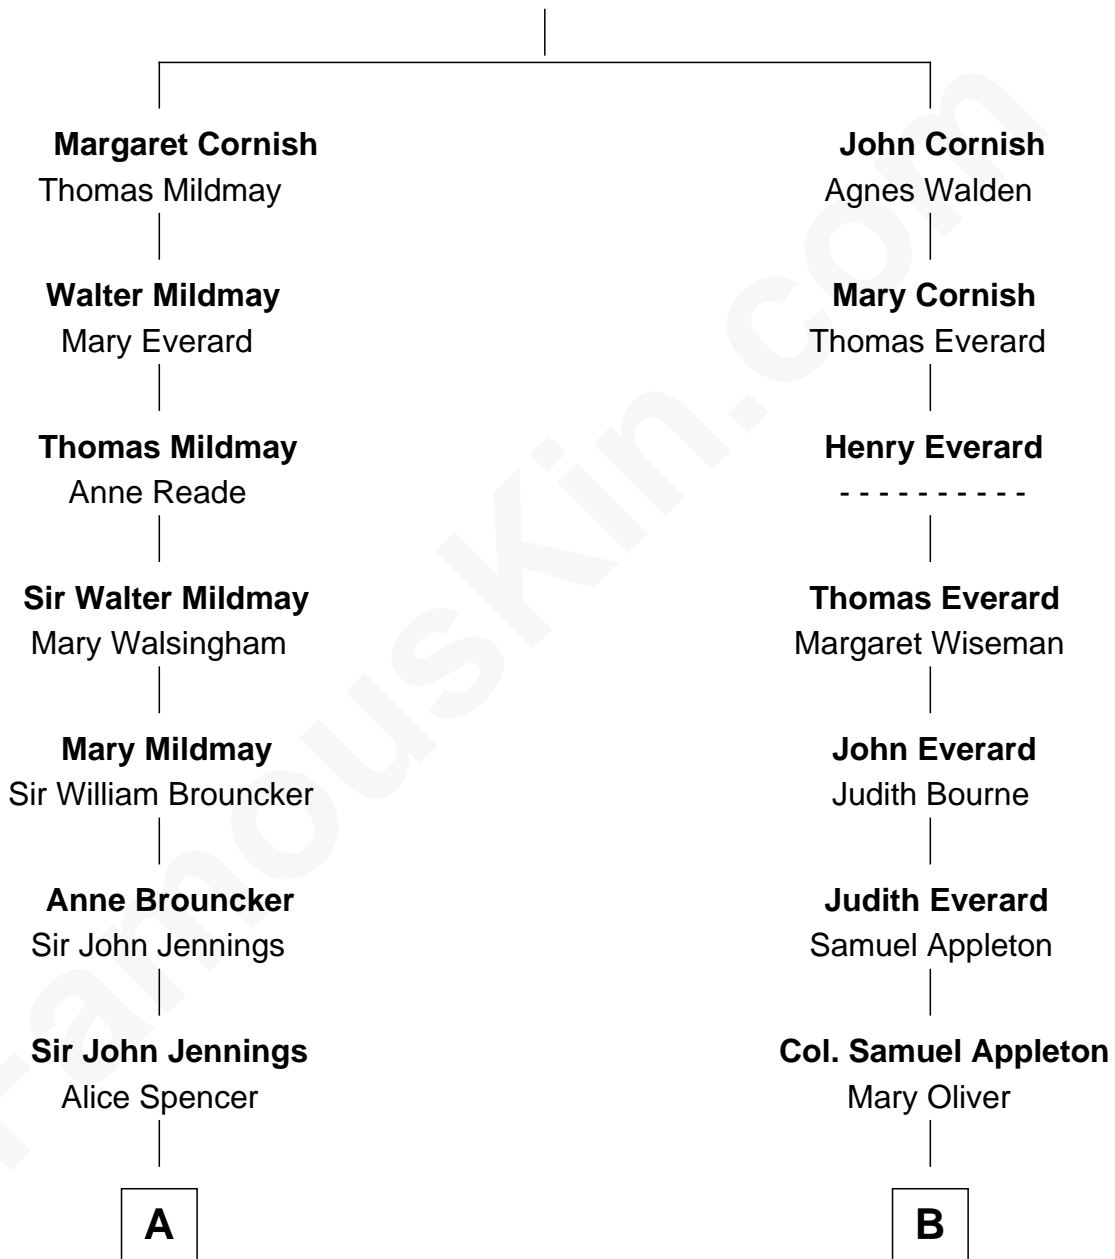 Margaret Cornish
Thomas Mildmay
John Cornish
Agnes Walden
Walter Mildmay
Mary Everard
Mary Cornish
Thomas Everard
Thomas Mildmay
Anne Reade
Henry Everard
- - - - - - - - - -
Sir Walter Mildmay
Mary Walsingham
Thomas Everard
Margaret Wiseman
Mary Mildmay
Sir William Brouncker
John Everard
Judith Bourne
Anne Brouncker
Sir John Jennings
Judith Everard
Samuel Appleton
Sir John Jennings
Alice Spencer
Col. Samuel Appleton
Mary Oliver
A
B
FamousKin.com